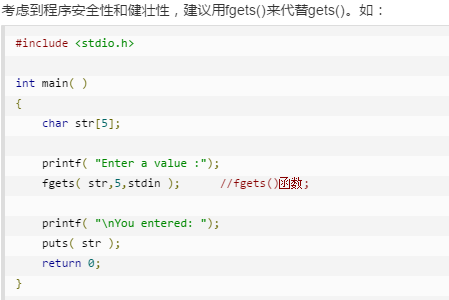 考虑到程序安全性和健壮性，建议用fgets()来代替gets()。如：
#include <stdio.h>
int main( )
{
    char str[5];
    printf( "Enter a value :");
    fgets( str,5,stdin );      //fgets()函数;
    printf( "\nYou entered: ");
    puts( str );
    return 0;
}